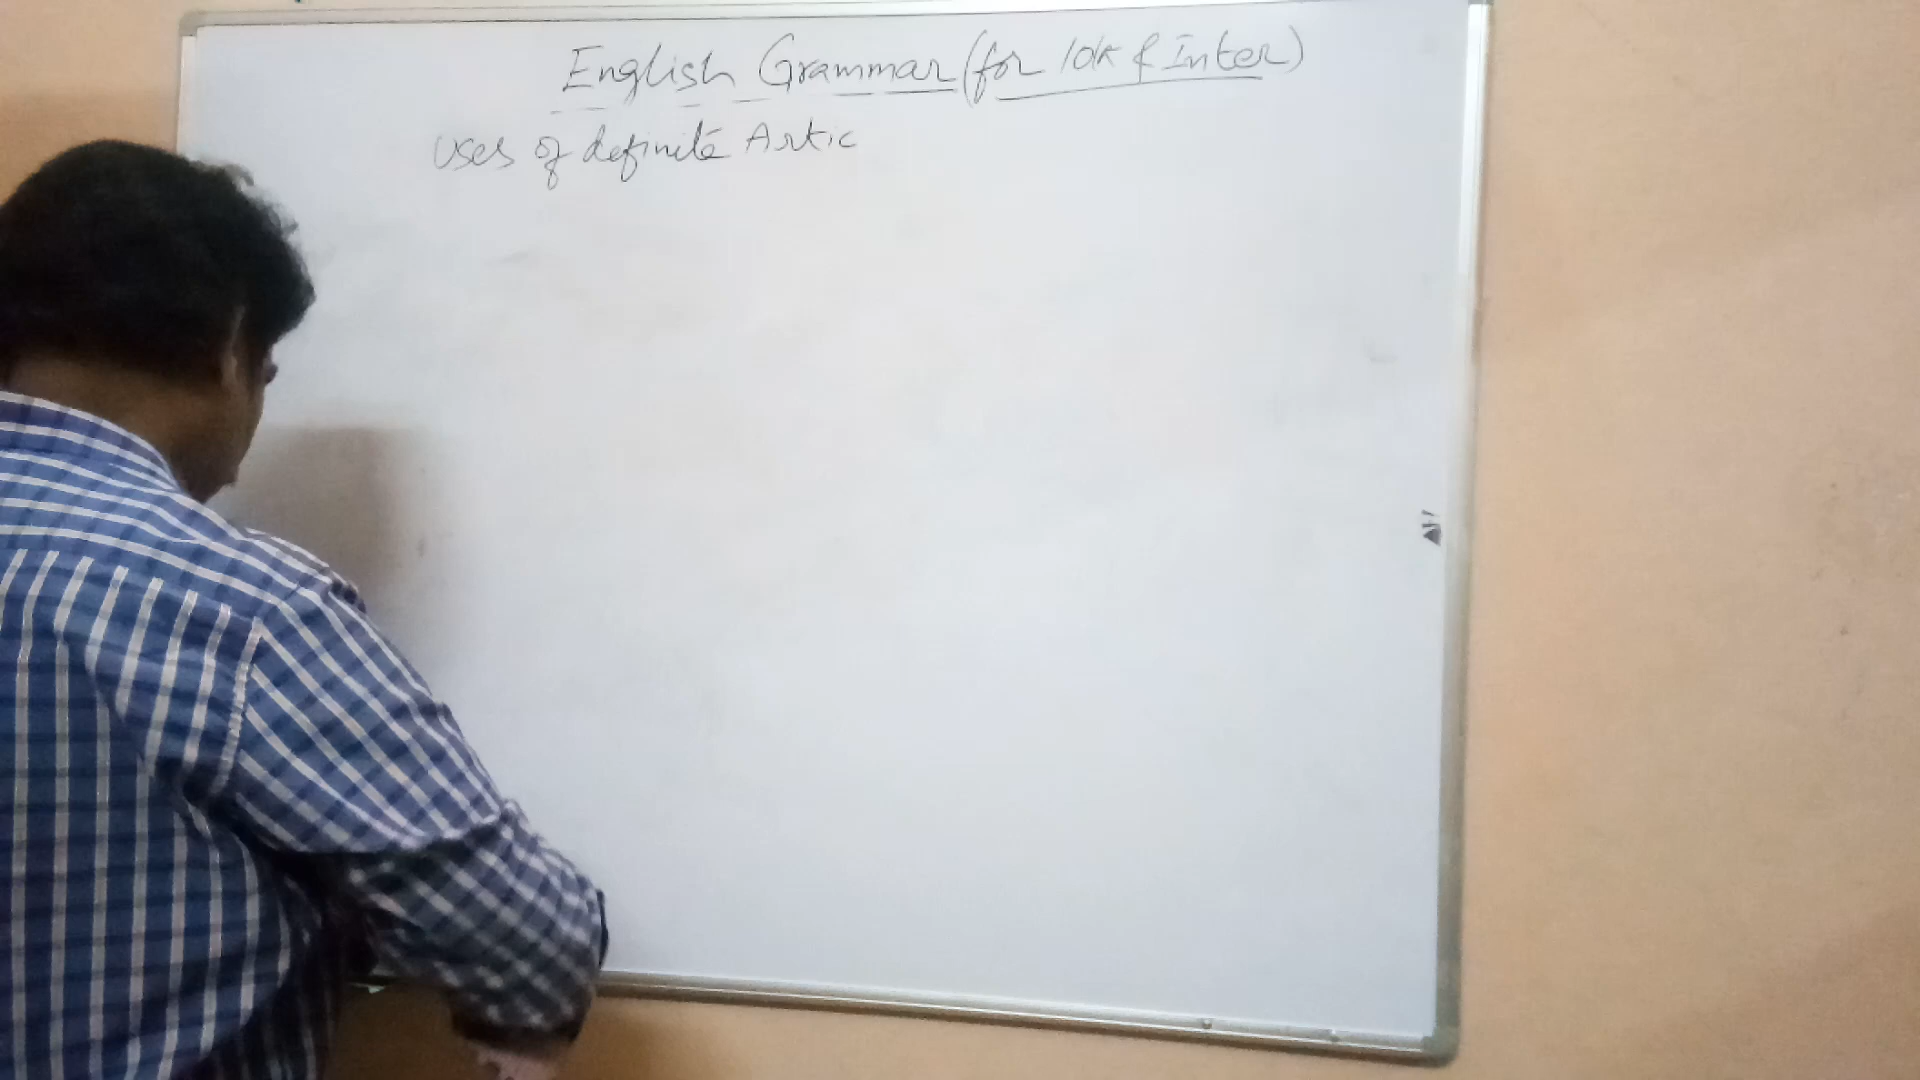 English Grammar (for 10th & Inter)
Uses of definite Artic